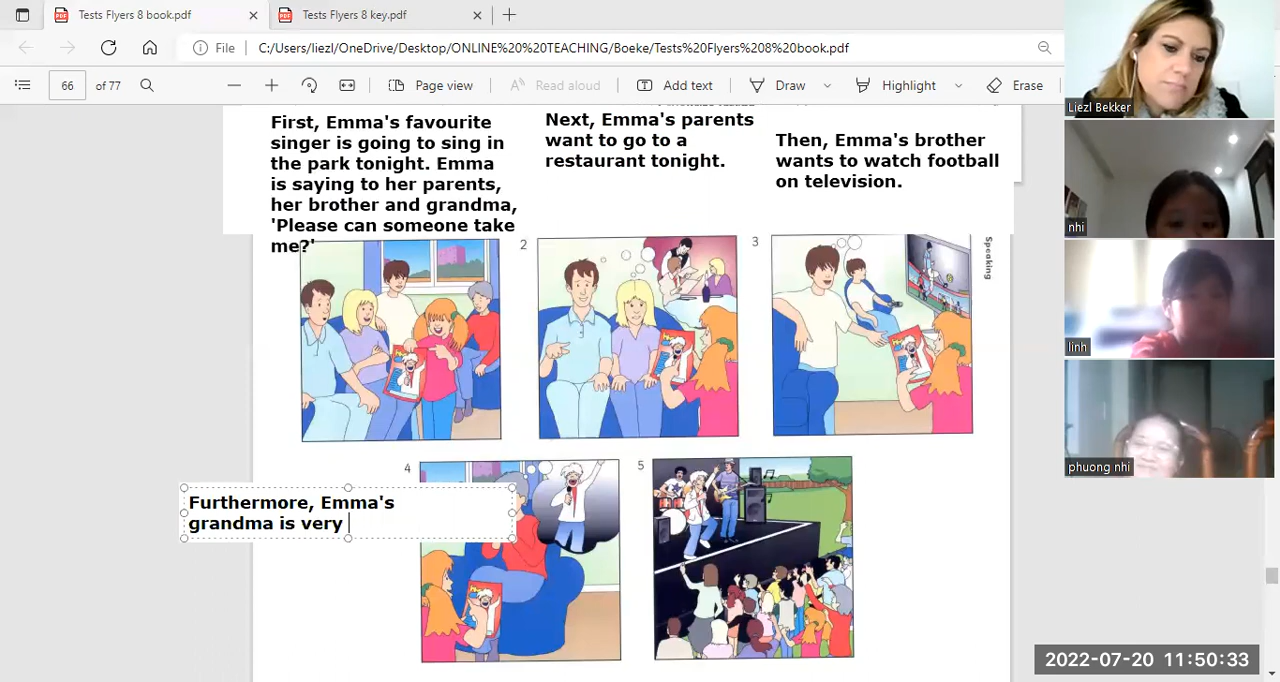 Tests Flyers 8 book.pdf
Tests Flyers 8 key.pdf
File
C:/Users/liezl/OneDrive/Desktop/ONLINE%20%20TEACHING/Boeke/Tests%20Flyers%208%20book.pdf
66 of 77
Page view
Read aloud
Add text
Draw
Highlight
Erase
First, Emma's favourite
singer is going to sing in
the park tonight. Emma
is saying to her parents,
her brother and grandma,
'Please can someone take
me?'
Next, Emma's parents
want to go to a
restaurant tonight.
Then, Emma's brother
wants to watch football
on television.
2
3
Speaking
4
5
Furthermore, Emma's
grandma is very
Liezl Bekker
nhi
linh
phuong nhi
2022-07-20 11:50:33